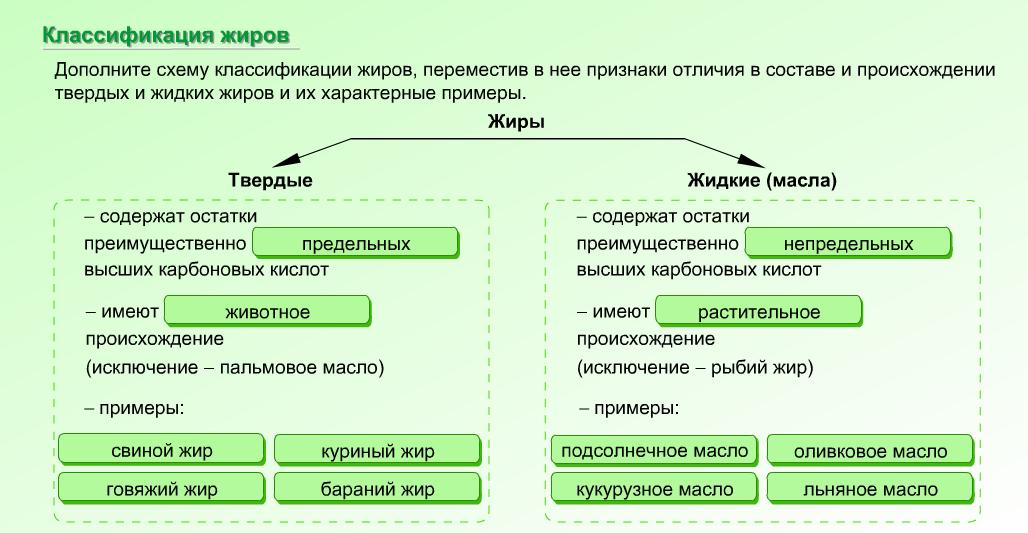 Классификация жиров
Дополните схему классификации жиров, переместив в нее признаки отличия в составе и происхождении
твердых и жидких жиров и их характерные примеры.
Жиры
Твердые
– содержат остатки
преимущественно предельных
высших карбоновых кислот
– имеют животное
происхождение
(исключение – пальмовое масло)
– примеры:
свиной жир куриный жир
говяжий жир бараний жир
Жидкие (масла)
– содержат остатки
преимущественно непредельных
высших карбоновых кислот
– имеют растительное
происхождение
(исключение – рыбий жир)
– примеры:
подсолнечное масло оливковое масло
кукурузное масло льняное масло